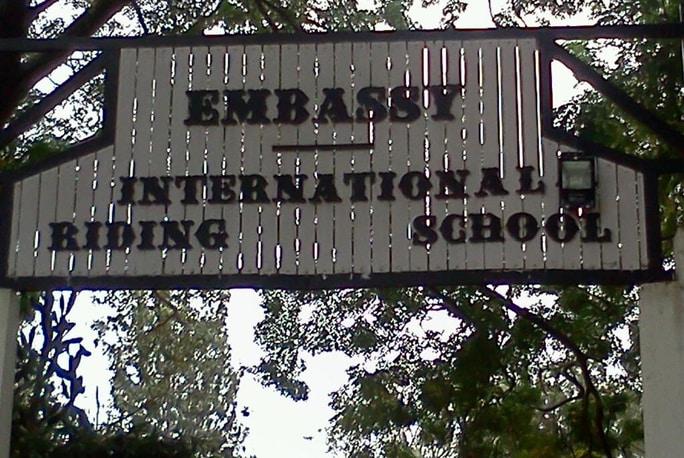 EMBASSY
INTERNATIONAL
RIDING SCHOOL